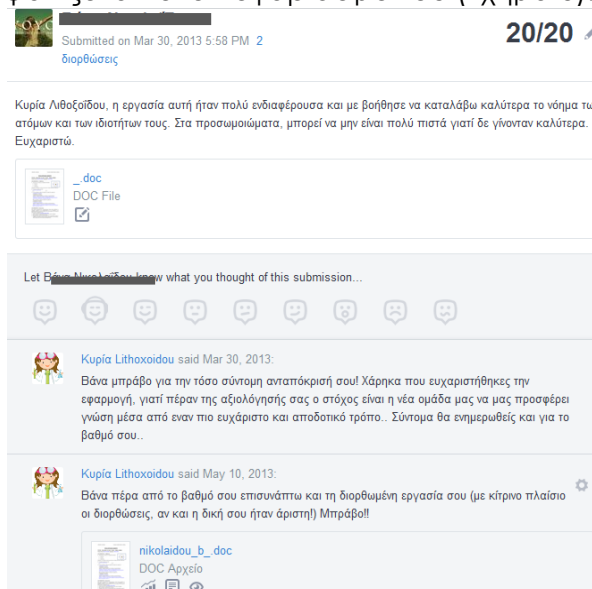 Submitted on Mar 30, 2013 5:58 PM 2
διορθώσεις
20/20
Κυρία Λιθοξοΐδου, η εργασία αυτή ήταν πολύ ενδιαφέρουσα και με βοήθησε να καταλάβω καλύτερα το νόημα τω
ατόμων και των ιδιοτήτων τους. Στα προσωμοιώματα, μπορεί να μην είναι πολύ πιστά γιατί δε γίνονταν καλύτερα.
Ευχαριστώ.
_.doc
DOC File
Let what you thought of this submission...
Κυρία Lithoxoidou said Mar 30, 2013:
Βάνα μπράβο για την τόσο σύντομη ανταπόκρισή σου! Χάρηκα που ευχαριστήθηκες την
εφαρμογή, γιατί πέραν της αξιολόγησής σας ο στόχος είναι η νέα ομάδα μας να μας προσφέρει
γνώση μέσα από εναν πιο ευχάριστο και αποδοτικό τρόπο.. Σύντομα θα ενημερωθείς και για το
βαθμό σου..
Κυρία Lithoxoidou said May 10, 2013:
Βάνα πέρα από το βαθμό σου επισυνάπτω και τη διορθωμένη εργασία σου (με κίτρινο πλαίσιο
οι διορθώσεις, αν και η δική σου ήταν άριστη!) Μπράβο!!
nikolaidou_b_.doc
DOC Αρχείο